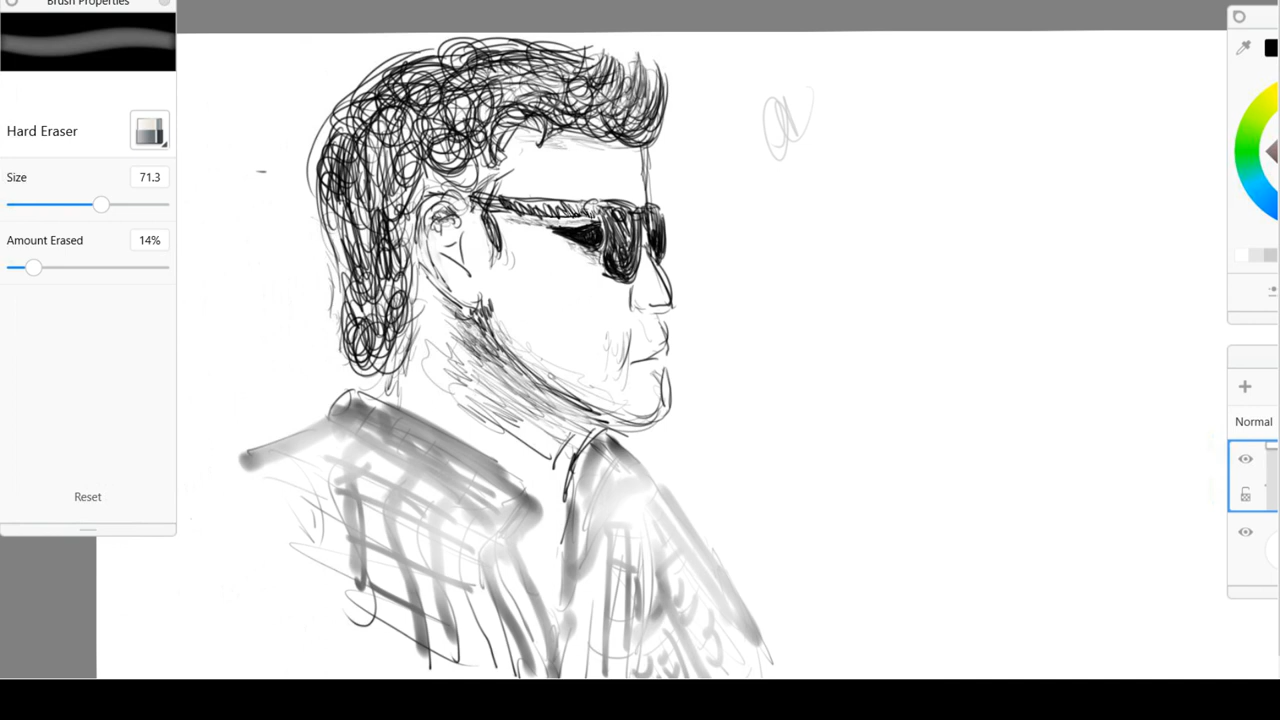 Brush Properties
Hard Eraser
Size 71.3
Amount Erased 14%
Reset
Normal